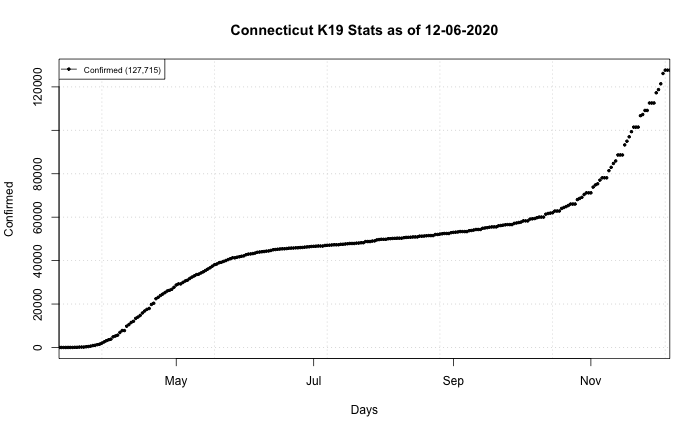 Connecticut K19 Stats as of 12-06-2020
Confirmed (127,715)
120000
80000
60000
40000
20000
0
Confirmed
May
Jul
Sep
Nov
Days